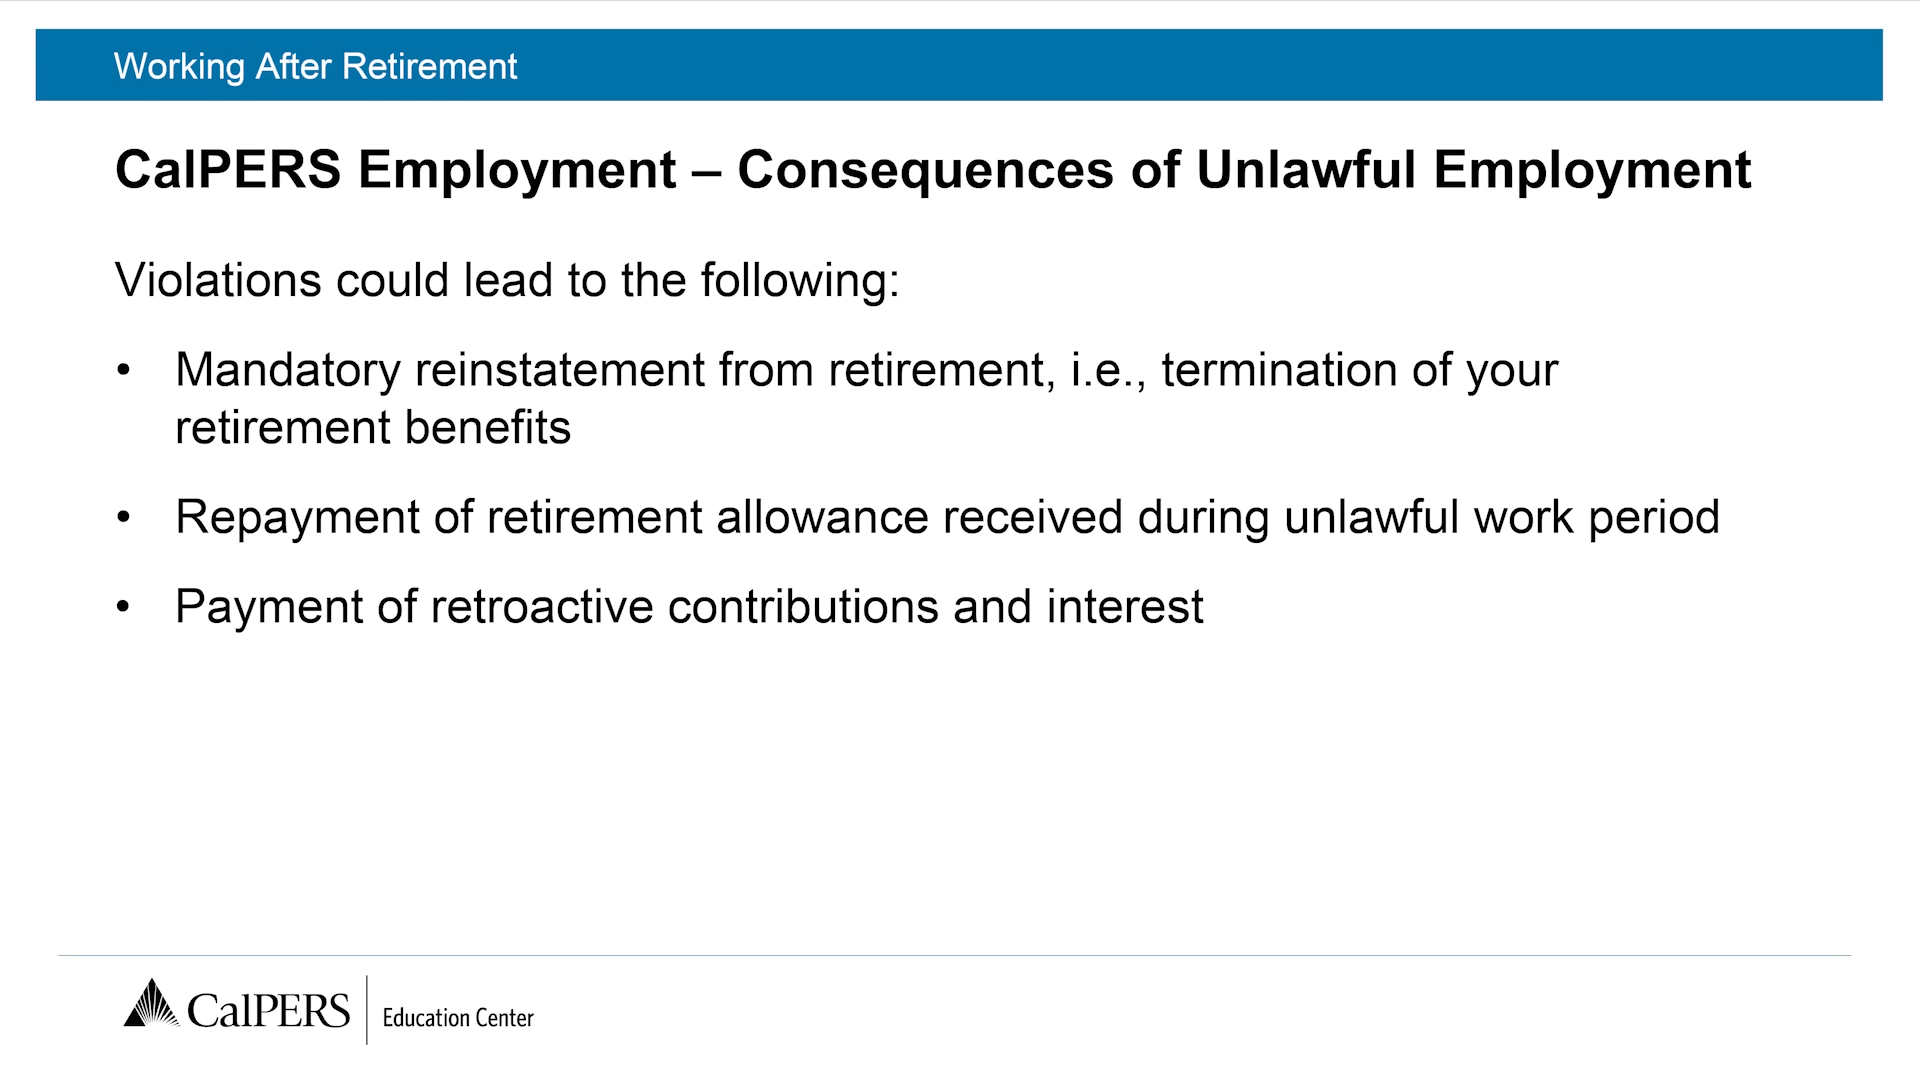 Working After Retirement
CalPERS Employment – Consequences of Unlawful Employment
Violations could lead to the following:
• Mandatory reinstatement from retirement, i.e., termination of your
retirement benefits
• Repayment of retirement allowance received during unlawful work period
• Payment of retroactive contributions and interest
CalPERS Education Center